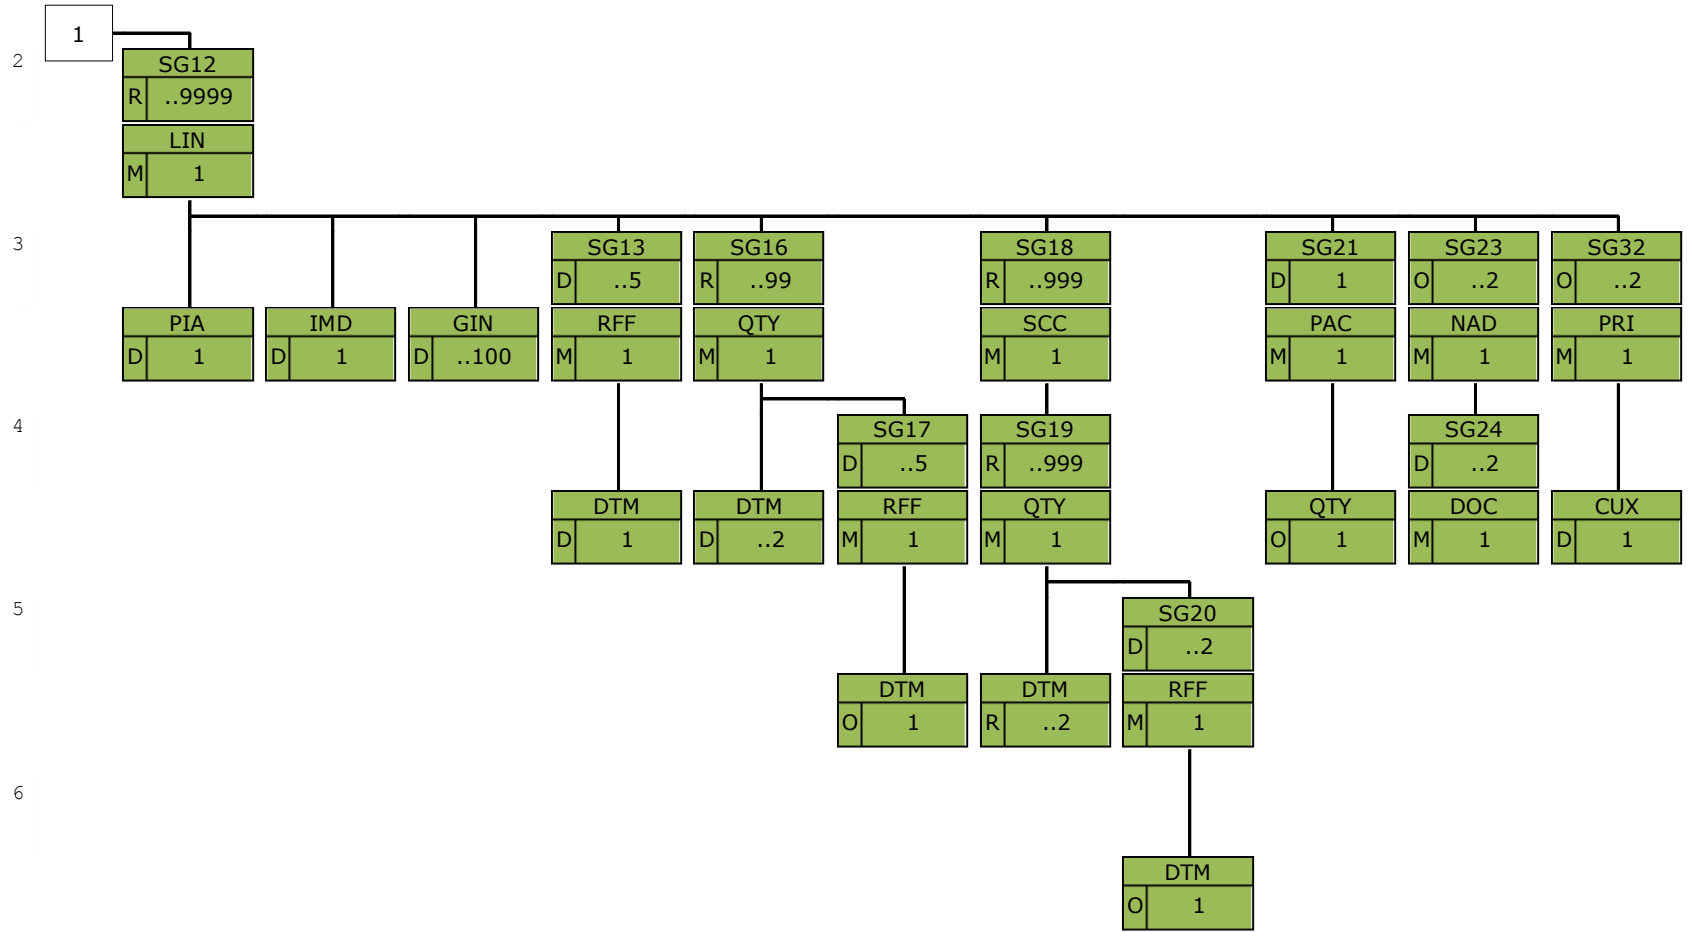 1
2
SG12
R ..9999
LIN
M 1
3
SG13 SG16 SG18 SG21 SG23 SG32
D ..5 R ..99 R ..999 D 1 O ..2 O ..2
PIA IMD GIN RFF QTY SCC PAC NAD PRI
D 1 D 1 D ..100 M 1 M 1 M 1 M 1 M 1 M 1
4
SG17 SG19 SG24
D ..5 R ..999 D ..2
DTM DTM RFF QTY QTY DOC CUX
D 1 D ..2 M 1 M 1 O 1 M 1 D 1
5
SG20
D ..2
DTM DTM RFF
O 1 R ..2 M 1
6
DTM
O 1